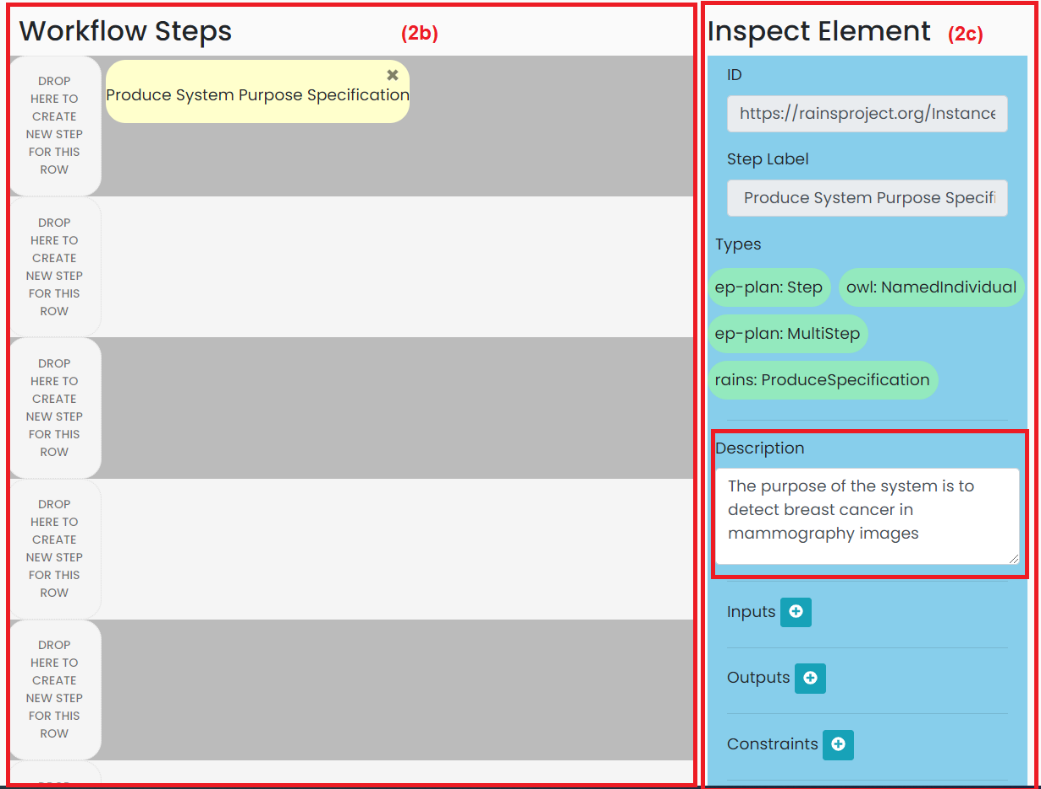 Workflow Steps
(2b)
DROP
HERE TO
CREATE
NEW STEP
FOR THIS
ROW
Produce System Purpose Specification
DROP
HERE TO
CREATE
NEW STEP
FOR THIS
ROW
DROP
HERE TO
CREATE
NEW STEP
FOR THIS
ROW
DROP
HERE TO
CREATE
NEW STEP
FOR THIS
ROW
DROP
HERE TO
CREATE
NEW STEP
FOR THIS
ROW
Inspect Element (2c)
ID
https://rainsproject.org/Instance
Step Label
Produce System Purpose Specifi
Types
ep-plan: Step owl: NamedIndividual
ep-plan: MultiStep
rains: ProduceSpecification
Description
The purpose of the system is to
detect breast cancer in
mammography images
Inputs
Outputs
Constraints